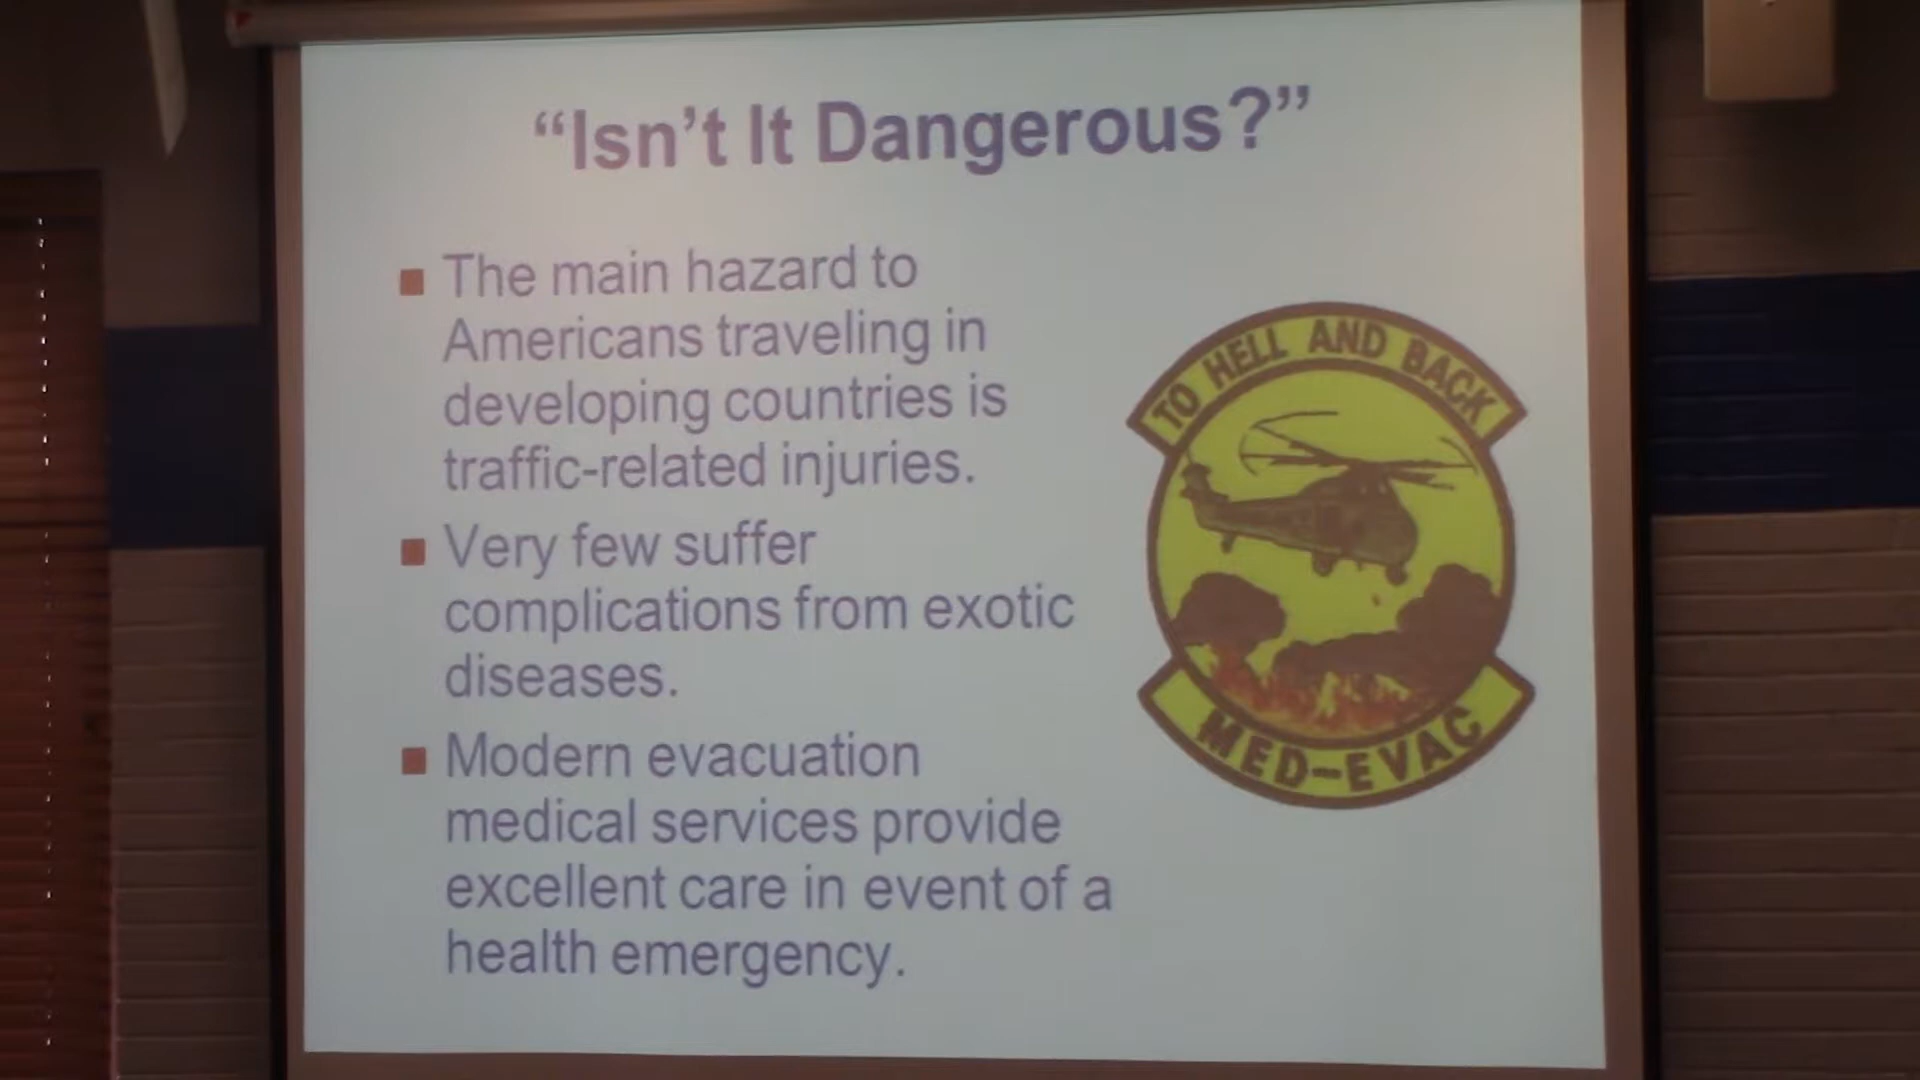 “Isn’t It Dangerous?”
The main hazard to
Americans traveling in
developing countries is
traffic-related injuries.
Very few suffer
complications from exotic
diseases.
Modern evacuation
medical services provide
excellent care in event of a
health emergency.
TO HELL AND BACK
MED-EVAC